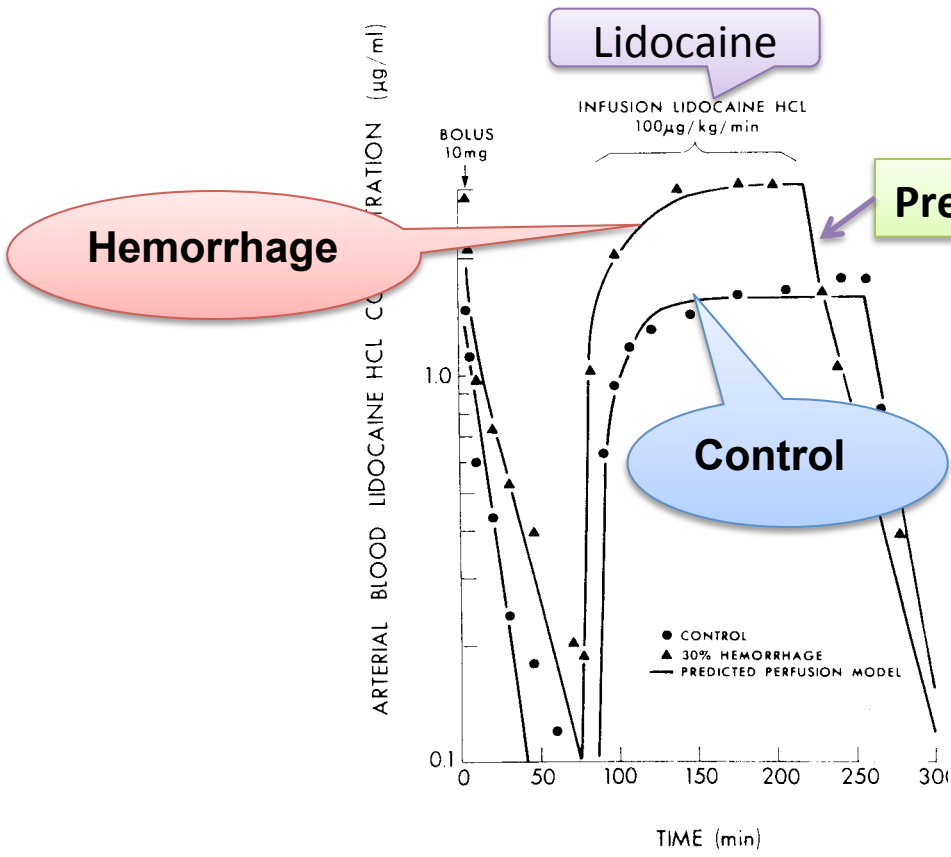 Lidocaine
INFUSION LIDOCAINE HCL
100µg/kg/min
BOLUS
10mg
Hemorrhage
Control
ARTERIAL BLOOD LIDOCAINE HCL (µg/ml)
1.0
0.1
● CONTROL
▲ 30% HEMORRHAGE
— PREDICTED PERFUSION MODEL
0 50 100 150 200 250
TIME (min)